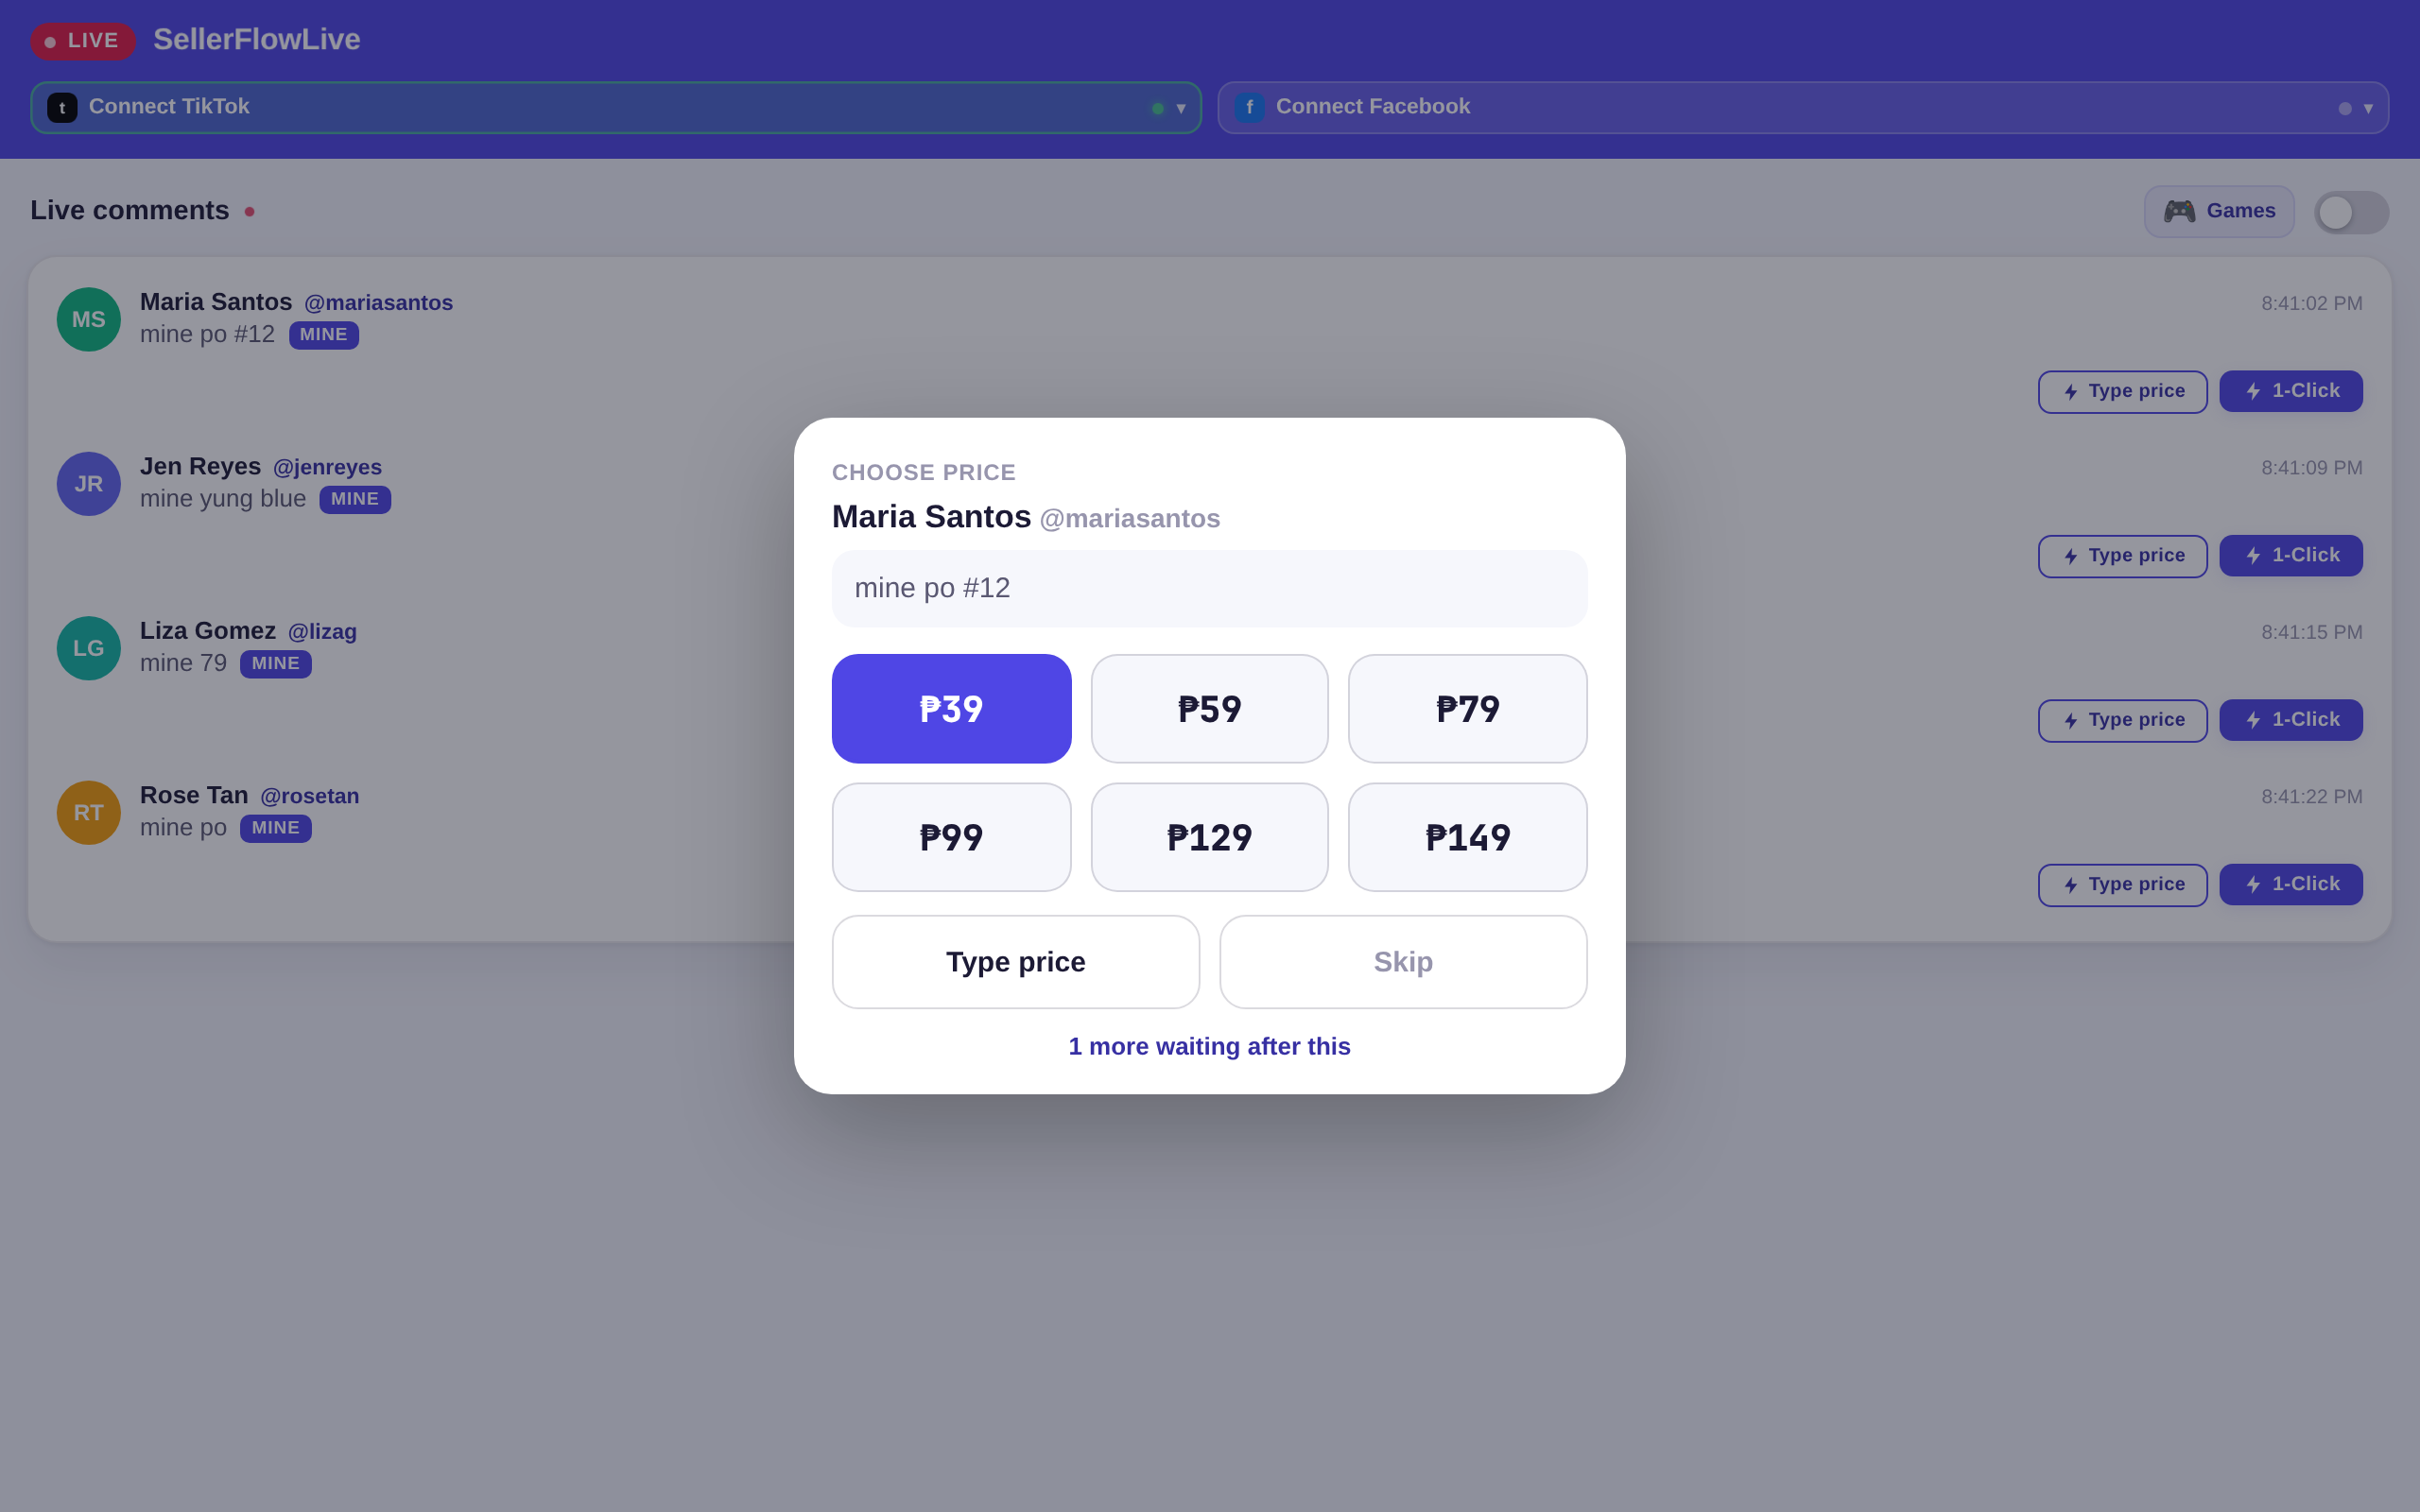 LIVE SellerFlowLive
t Connect TikTok ▾ f Connect Facebook ▾
Live comments 🎮 Games
MS Maria Santos @mariasantos 8:41:02 PM
mine po #12 MINE
Type price 1-Click
JR Jen Reyes @jenreyes 8:41:09 PM
mine yung blue MINE
Type price 1-Click
LG Liza Gomez @lizag 8:41:15 PM
mine 79 MINE
Type price 1-Click
RT Rose Tan @rosetan 8:41:22 PM
mine po MINE
Type price 1-Click
CHOOSE PRICE
Maria Santos @mariasantos
mine po #12
₱39 ₱59 ₱79
₱99 ₱129 ₱149
Type price Skip
1 more waiting after this